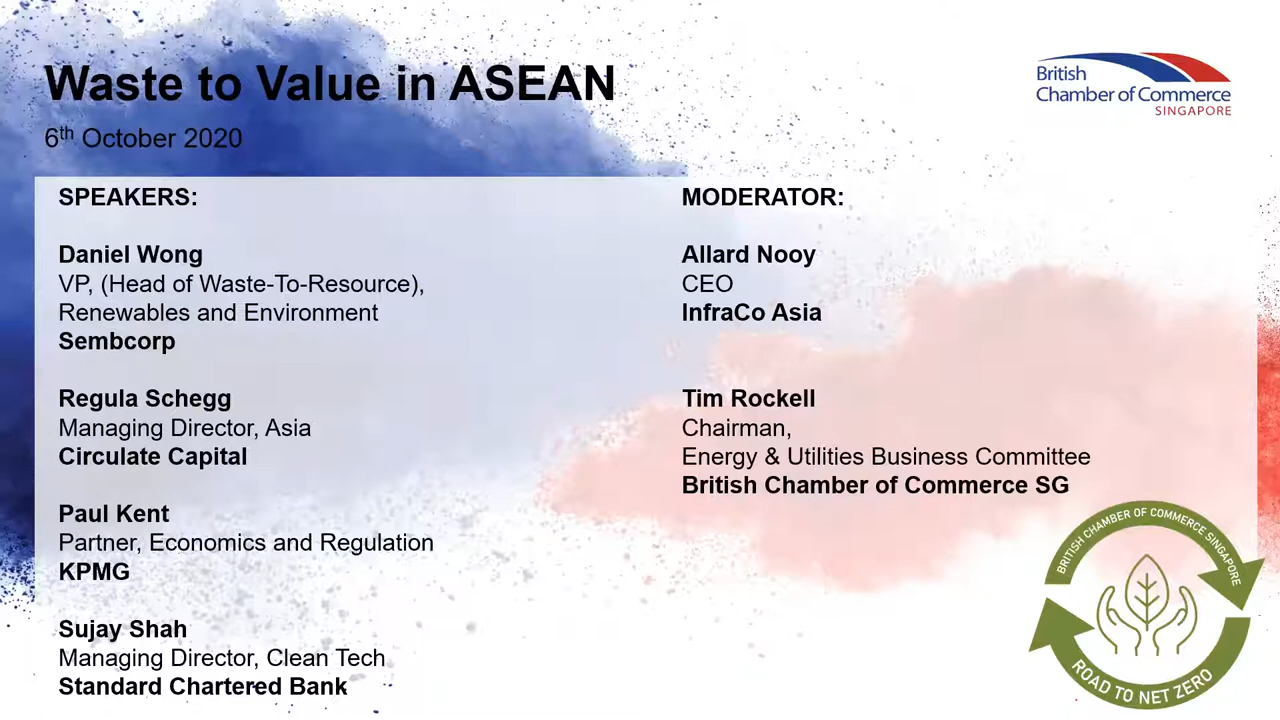 Waste to Value in ASEAN
6th October 2020
British
Chamber of Commerce
SINGAPORE
SPEAKERS:
Daniel Wong
VP, (Head of Waste-To-Resource),
Renewables and Environment
Sembcorp
Regula Schegg
Managing Director, Asia
Circulate Capital
Paul Kent
Partner, Economics and Regulation
KPMG
Sujay Shah
Managing Director, Clean Tech
Standard Chartered Bank
MODERATOR:
Allard Nooy
CEO
InfraCo Asia
Tim Rockell
Chairman,
Energy & Utilities Business Committee
British Chamber of Commerce SG
BRITISH CHAMBER OF COMMERCE SINGAPORE
ROAD TO NET ZERO